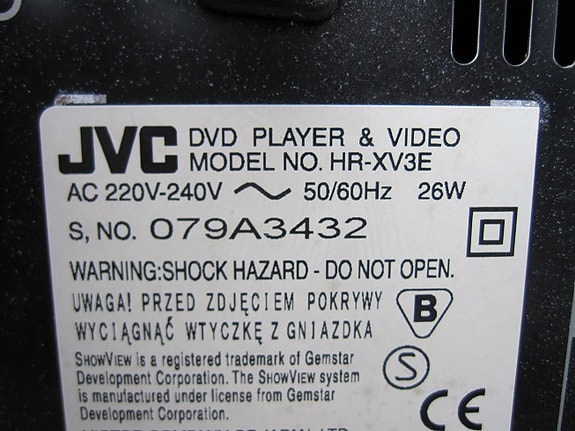 JVC DVD PLAYER & VIDEO
MODEL NO. HR-XV3E
AC 220V-240V ~ 50/60Hz 26W
S, NO. 079A3432
WARNING:SHOCK HAZARD - DO NOT OPEN.
UWAGA! PRZED ZDJĘCIEM POKRYWY
WYCIĄGNĄĆ WTYCZKĘ Z GNIAZDKA
B
SHOWVIEW is a registered trademark of Gemstar
Development Corporation. The SHOWVIEW system
is manufactured under license from Gemstar
Development Corporation.
S
CE